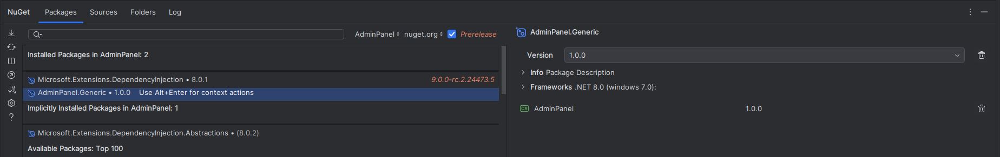 NuGet Packages Sources Folders Log
AdminPanel nuget.org Prerelease
Installed Packages in AdminPanel: 2
Microsoft.Extensions.DependencyInjection • 8.0.1 9.0.0-rc.2.24473.5
AdminPanel.Generic • 1.0.0 Use Alt+Enter for context actions
Implicitly Installed Packages in AdminPanel: 1
Microsoft.Extensions.DependencyInjection.Abstractions • (8.0.2)
Available Packages: Top 100
AdminPanel.Generic
Version 1.0.0
Info Package Description
Frameworks .NET 8.0 (windows 7.0):
C# AdminPanel 1.0.0